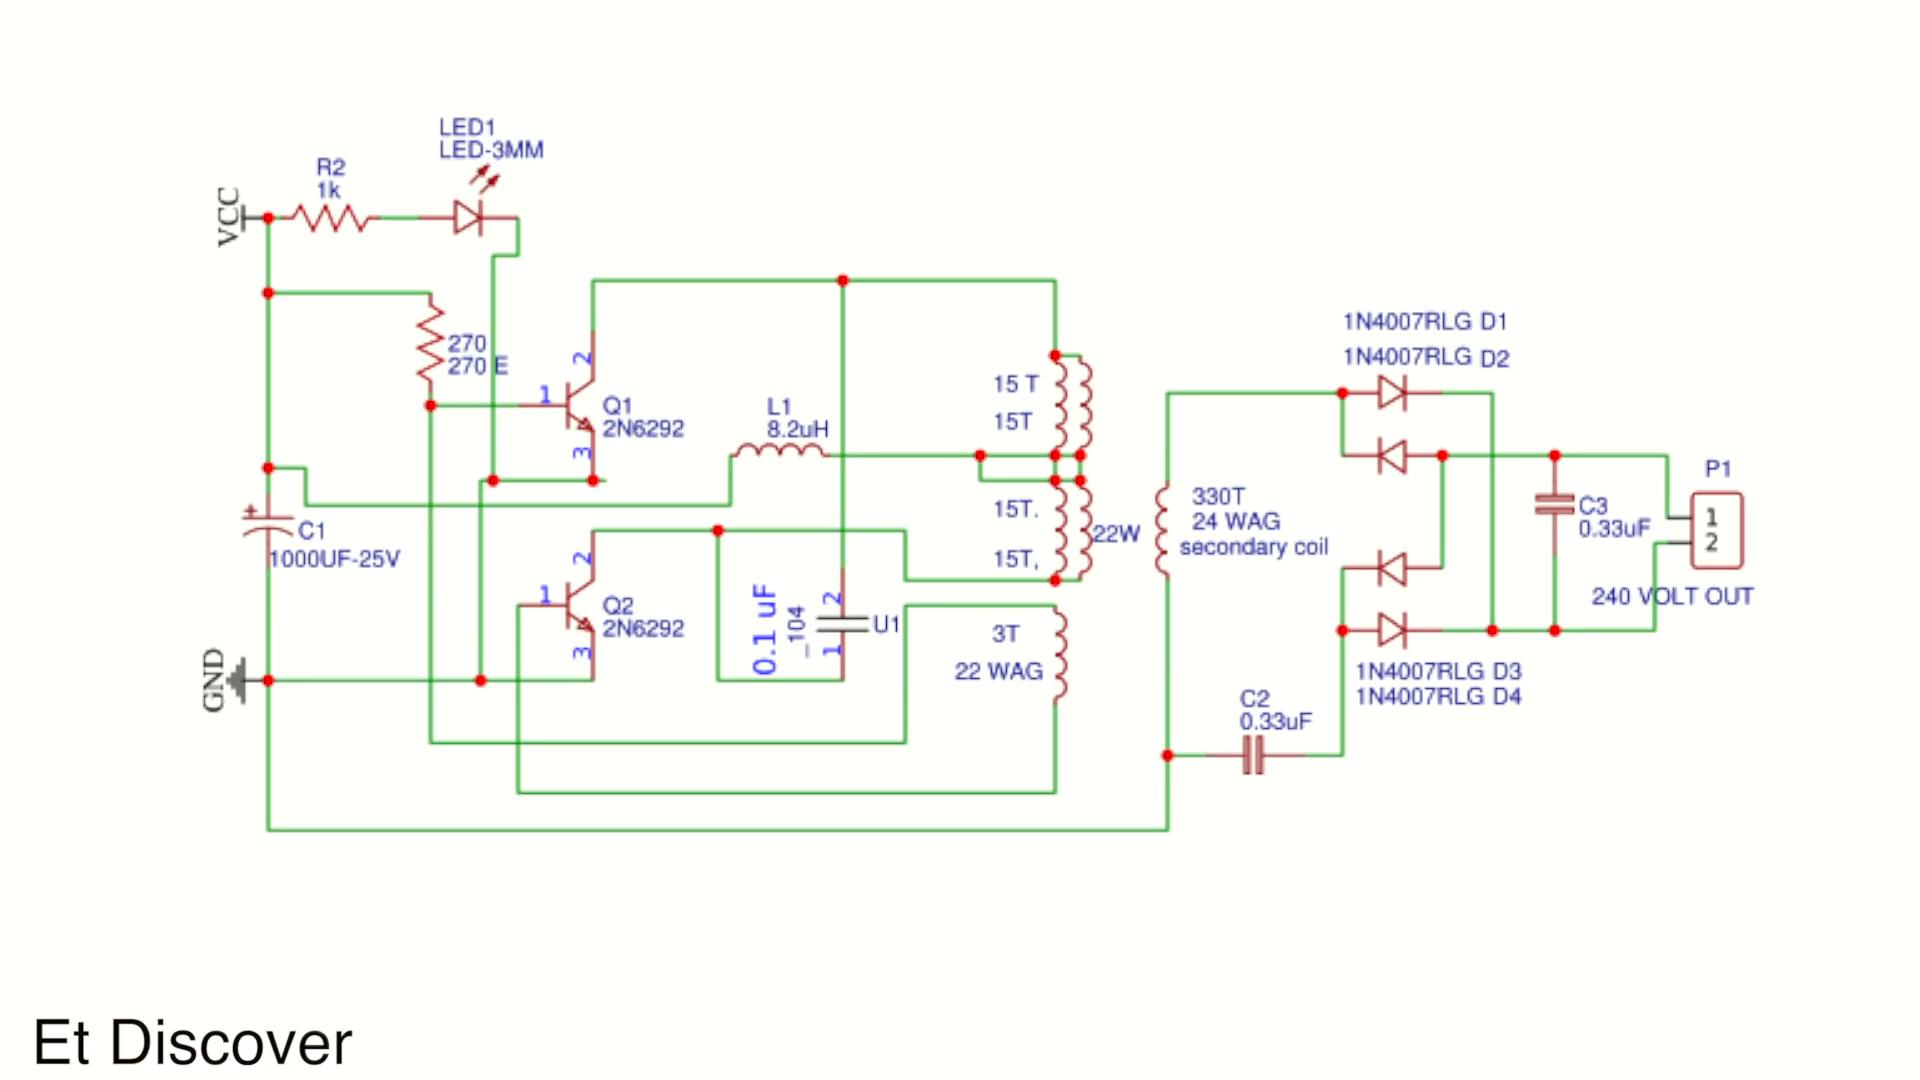 LED1
LED-3MM
R2
1k
VCC
270
270 E
2
1
Q1
2N6292
3
L1
8.2uH
15 T
15T
15T.
15T,
22W
1N4007RLG D1
1N4007RLG D2
330T
24 WAG
secondary coil
P1
1
2
C3
0.33uF
240 VOLT OUT
+
C1
1000UF-25V
2
1
Q2
2N6292
3
0.1 uF
_104
2
1
U1
3T
22 WAG
GND
1N4007RLG D3
1N4007RLG D4
C2
0.33uF
Et Discover